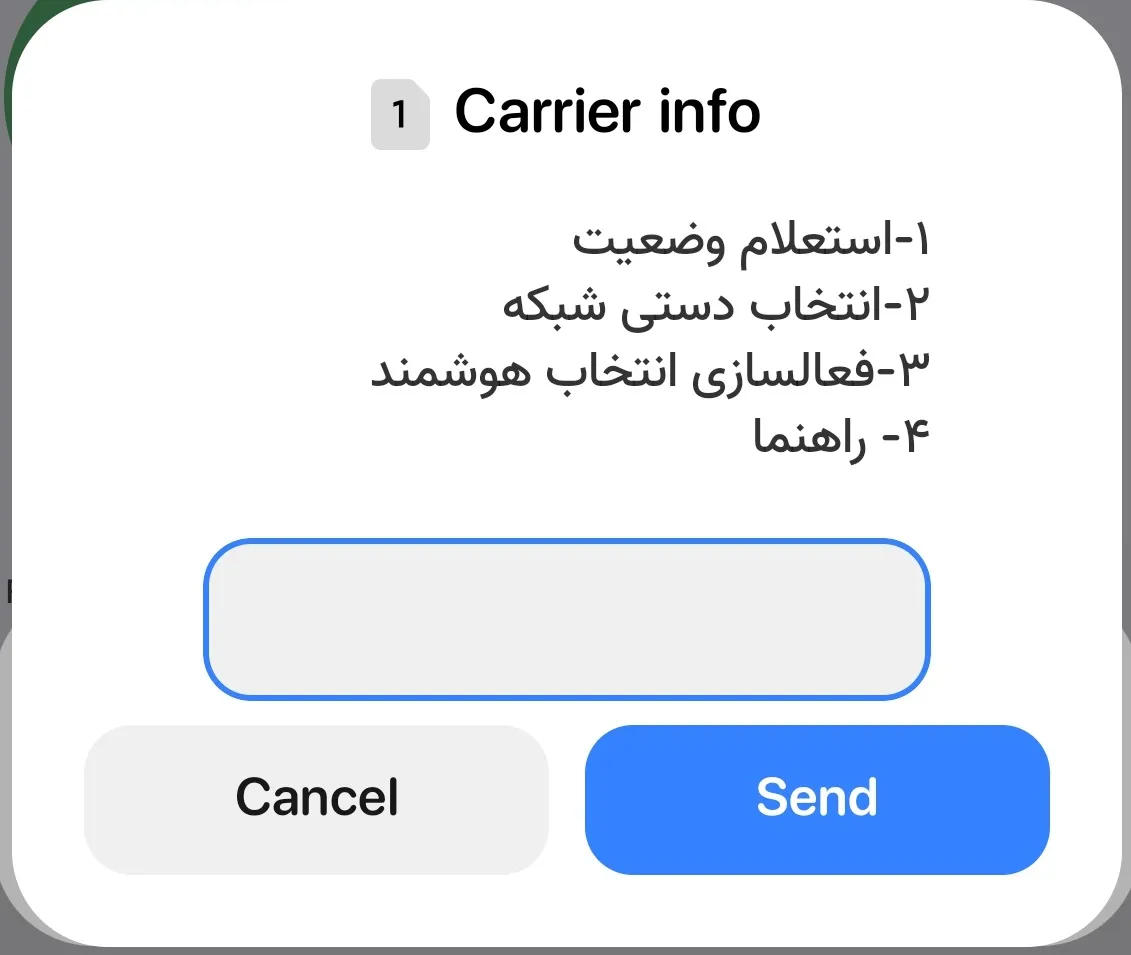 1 Carrier info
۱-استعلام وضعیت
۲-انتخاب دستی شبکه
۳-فعالسازی انتخاب هوشمند
۴- راهنما
Cancel
Send